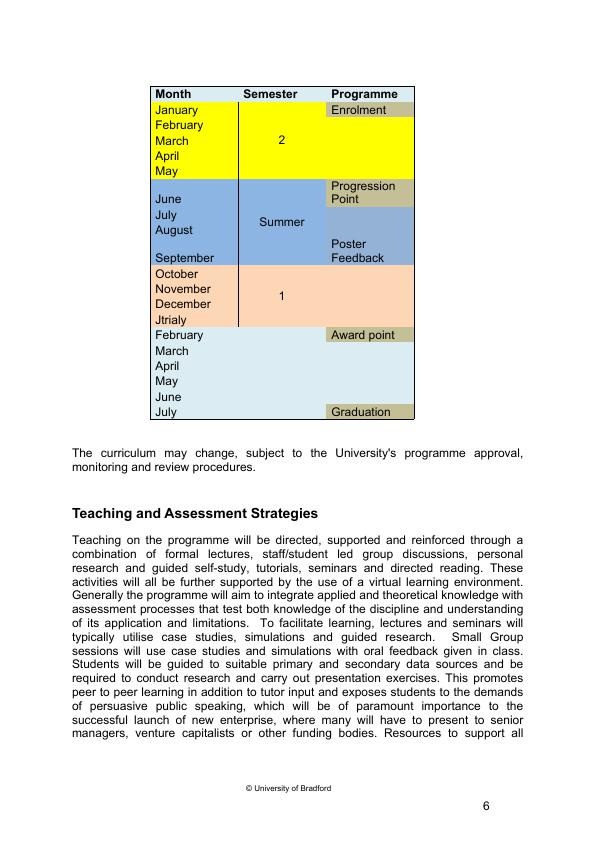 Month Semester Programme
January Enrolment
February
March 2
April
May
Progression
June Point
July
Summer
August
Poster
September Feedback
October
November
1
December
Jtrialy
February Award point
March
April
May
June
July Graduation
The curriculum may change, subject to the University's programme approval,
monitoring and review procedures.
Teaching and Assessment Strategies
Teaching on the programme will be directed, supported and reinforced through a
combination of formal lectures, staff/student led group discussions, personal
research and guided self-study, tutorials, seminars and directed reading. These
activities will all be further supported by the use of a virtual learning environment.
Generally the programme will aim to integrate applied and theoretical knowledge with
assessment processes that test both knowledge of the discipline and understanding
of its application and limitations.  To facilitate learning, lectures and seminars will
typically utilise case studies, simulations and guided research.  Small Group
sessions will use case studies and simulations with oral feedback given in class.
Students will be guided to suitable primary and secondary data sources and be
required to conduct research and carry out presentation exercises. This promotes
peer to peer learning in addition to tutor input and exposes students to the demands
of persuasive public speaking, which will be of paramount importance to the
successful launch of new enterprise, where many will have to present to senior
managers, venture capitalists or other funding bodies. Resources to support all
© University of Bradford
6